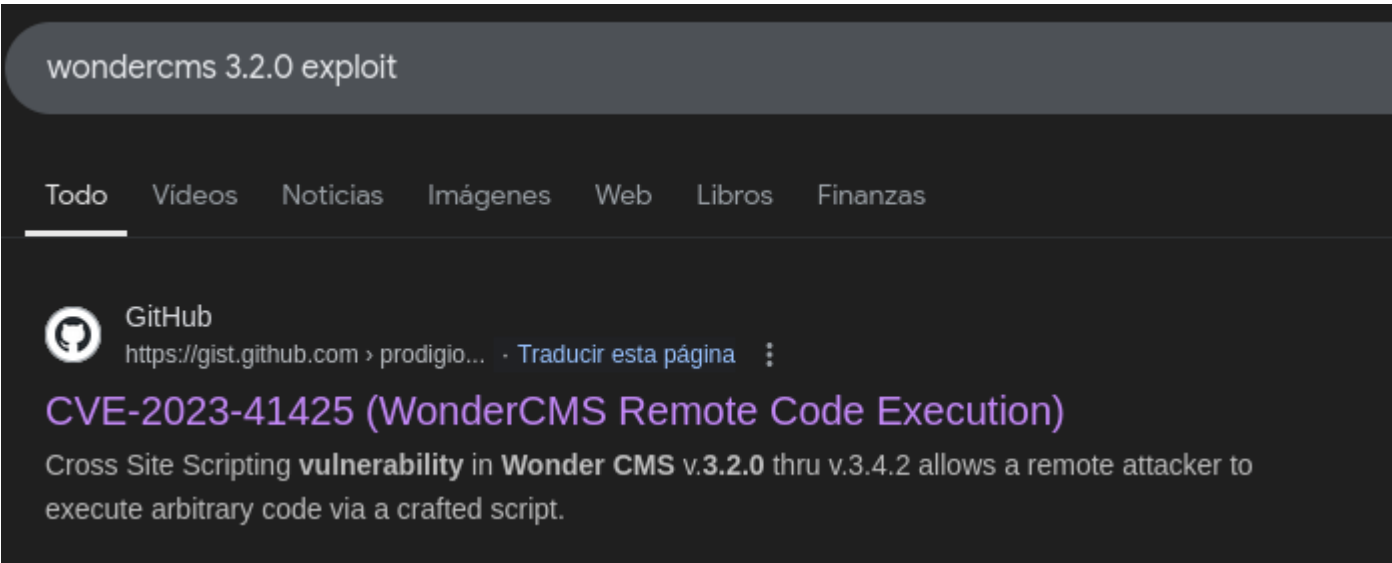 wondercms 3.2.0 exploit
Todo Vídeos Noticias Imágenes Web Libros Finanzas
GitHub
https://gist.github.com › prodigio... · Traducir esta página
CVE-2023-41425 (WonderCMS Remote Code Execution)
Cross Site Scripting vulnerability in Wonder CMS v.3.2.0 thru v.3.4.2 allows a remote attacker to
execute arbitrary code via a crafted script.